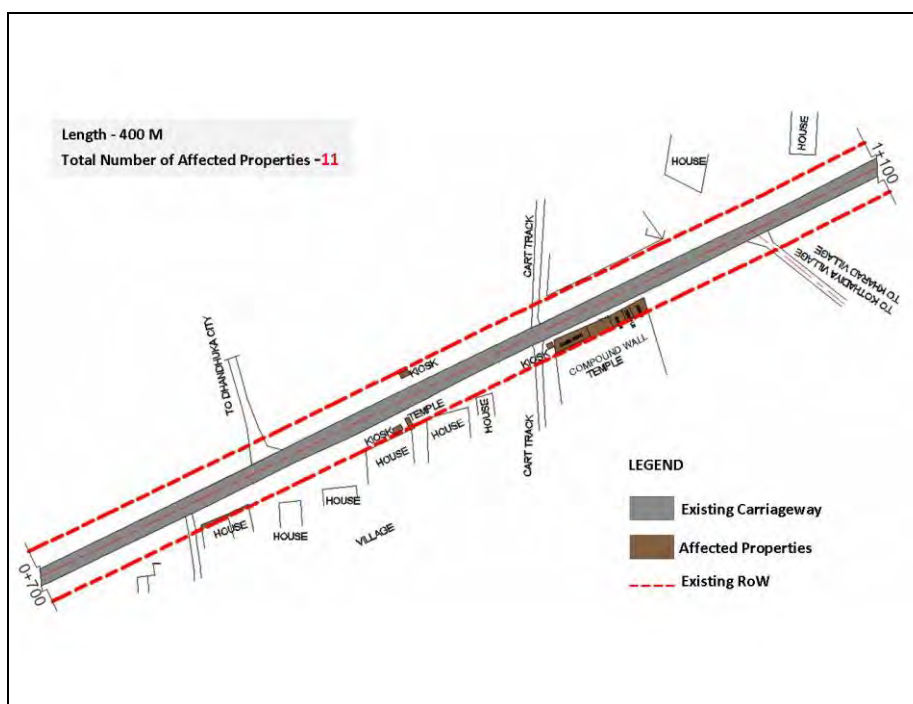 Length - 400 M
Total Number of Affected Properties -11
HOUSE
HOUSE
1+100
CART TRACK
TO KOTHADIYA VILLAGE
TO KHARAD VILLAGE
TO DHANDHUKA CITY
KIOSK
KIOSK
COMPOUND WALL
TEMPLE
TEMPLE
KIOSK
HOUSE
HOUSE
HOUSE
CART TRACK
HOUSE
HOUSE
HOUSE
VILLAGE
0+700
LEGEND
Existing Carriageway
Affected Properties
Existing RoW